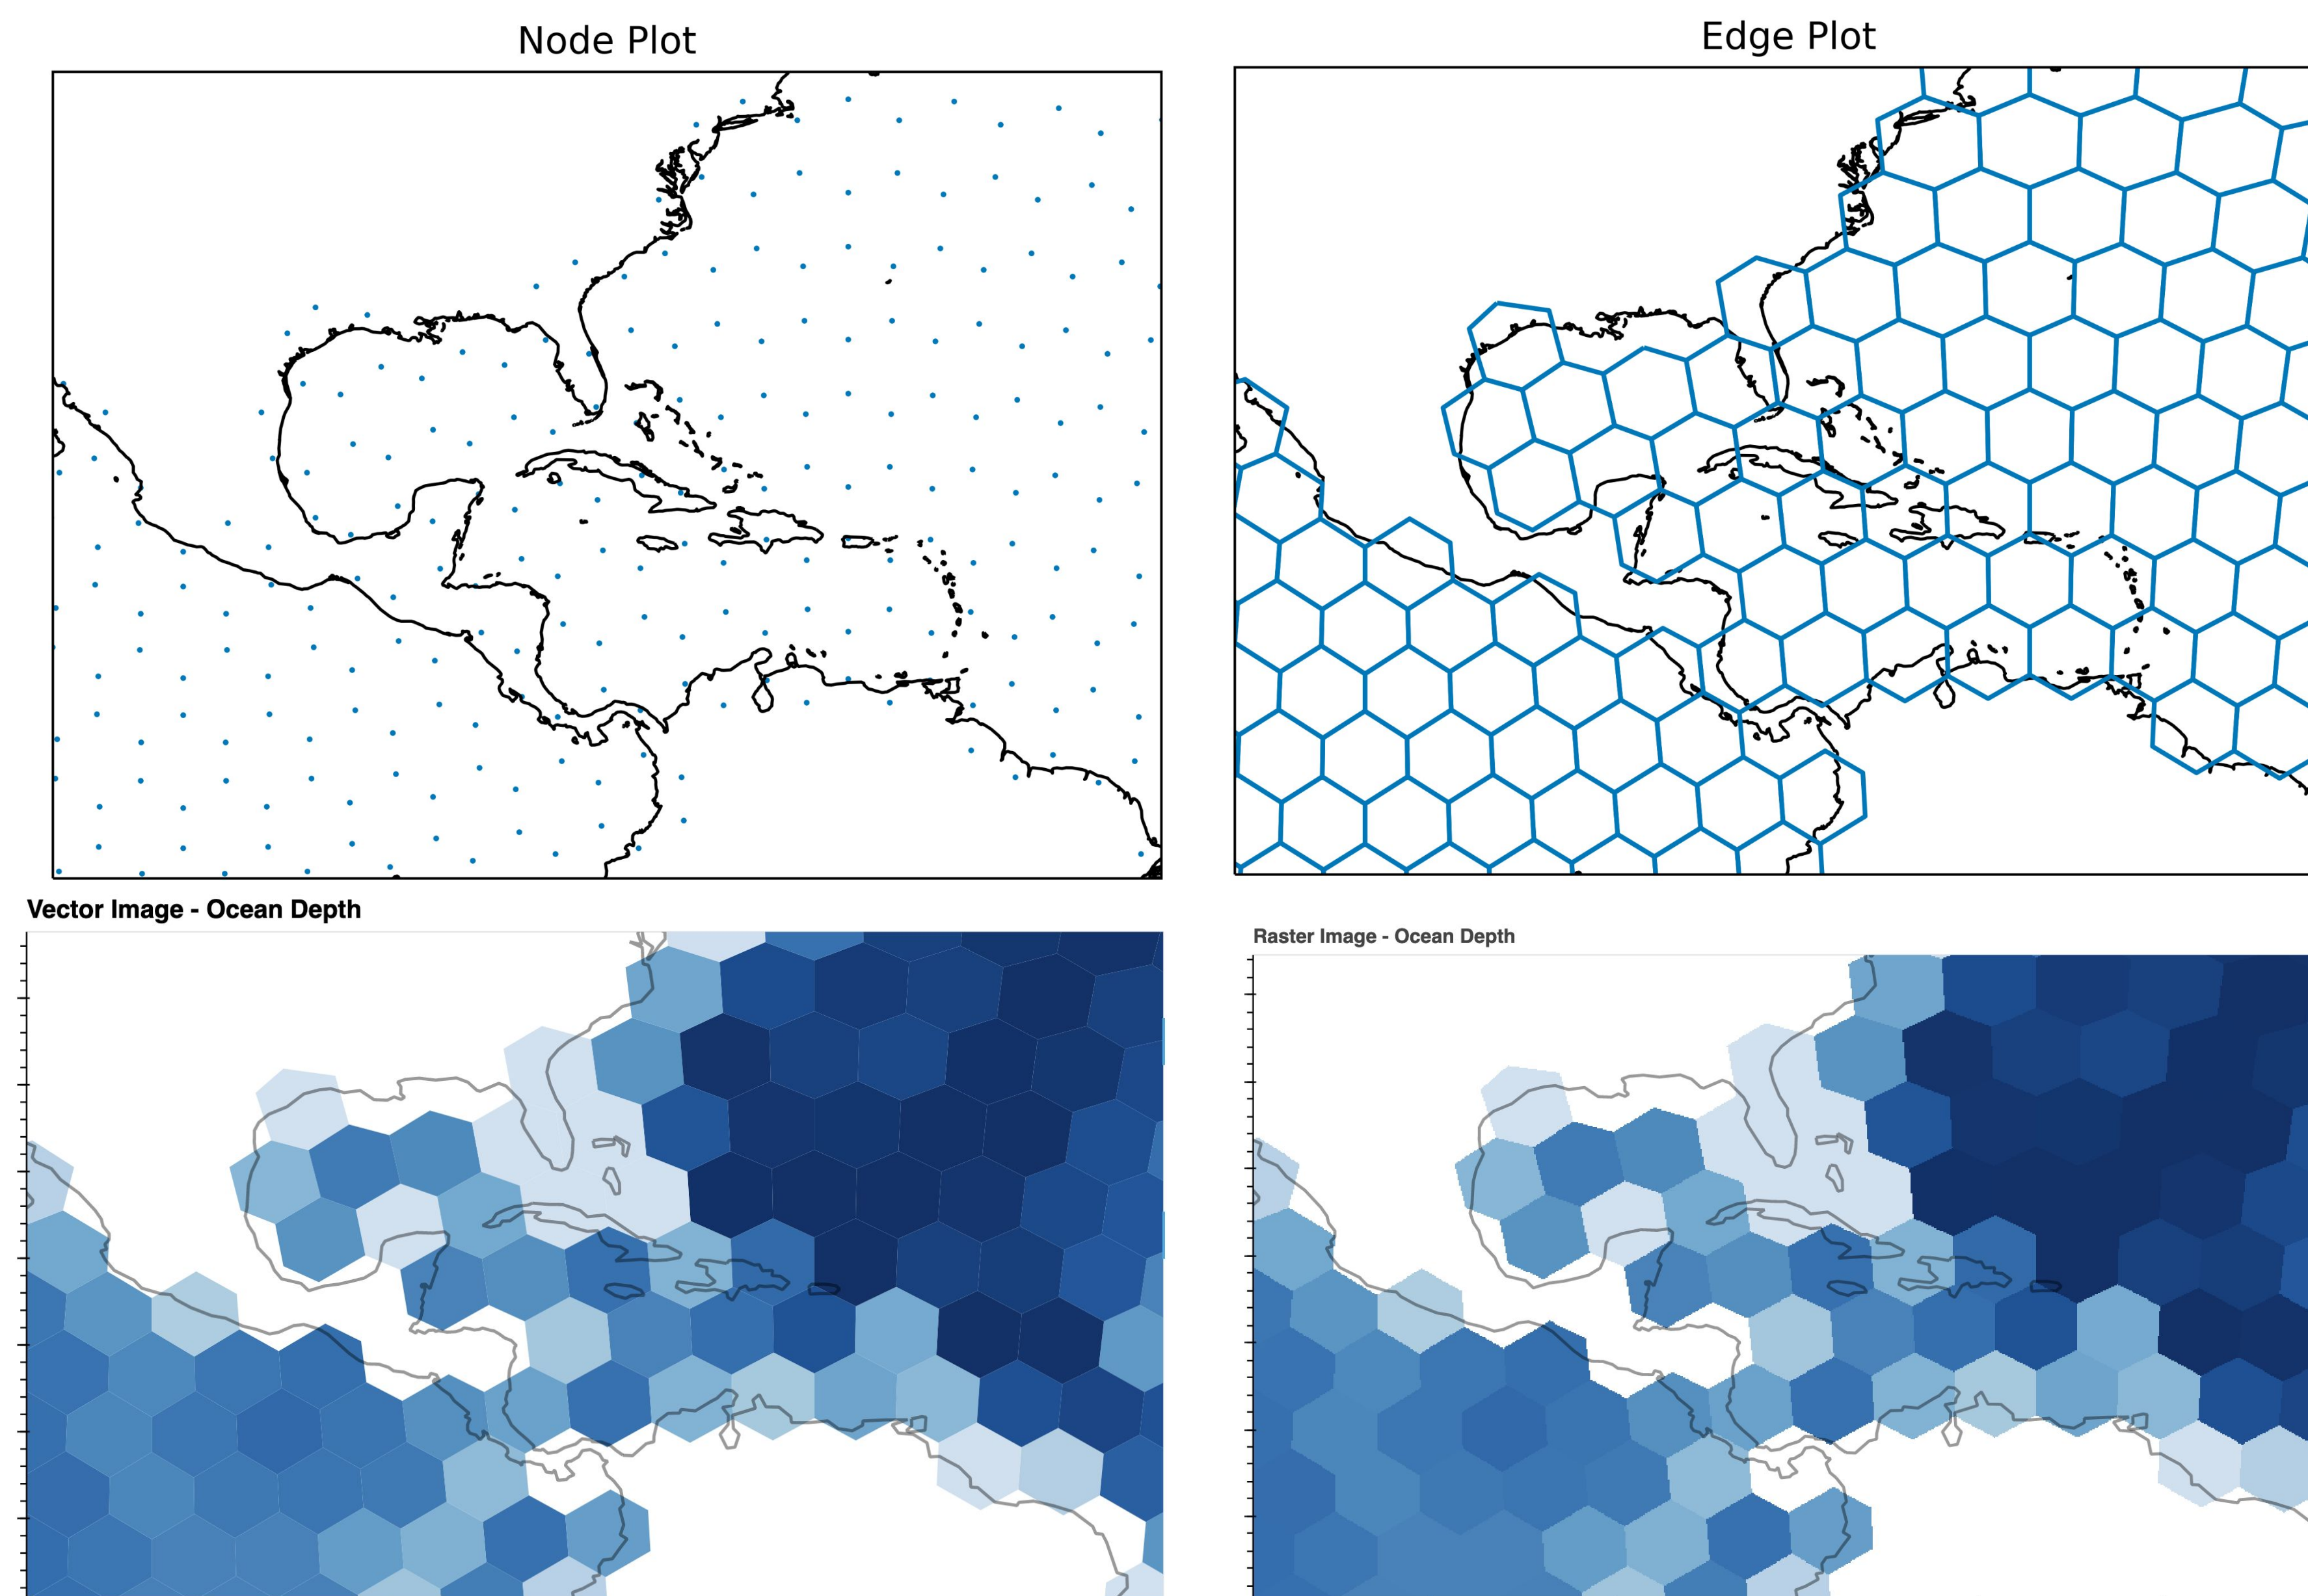 Node Plot
Edge Plot
Vector Image - Ocean Depth
Raster Image - Ocean Depth